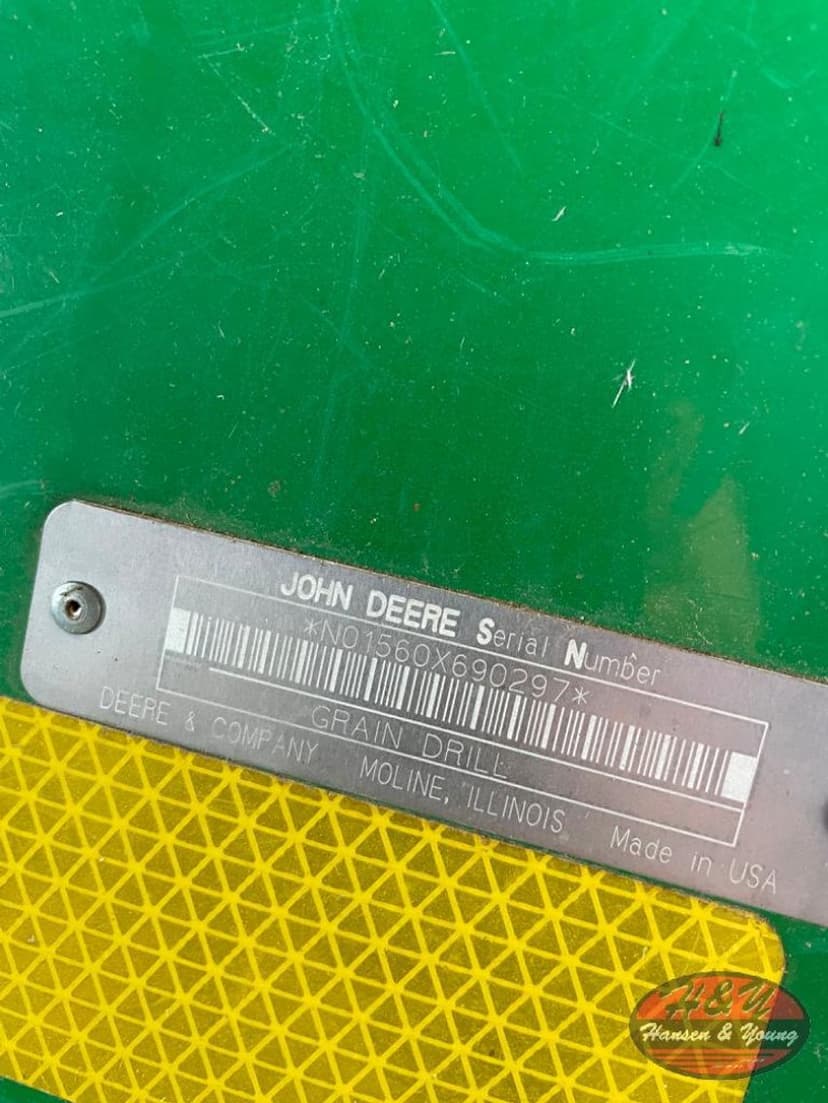 JOHN DEERE Serial Number
*N01560X690297*
GRAIN DRILL
DEERE & COMPANY MOLINE, ILLINOIS Made in USA
H&Y
Hansen & Young